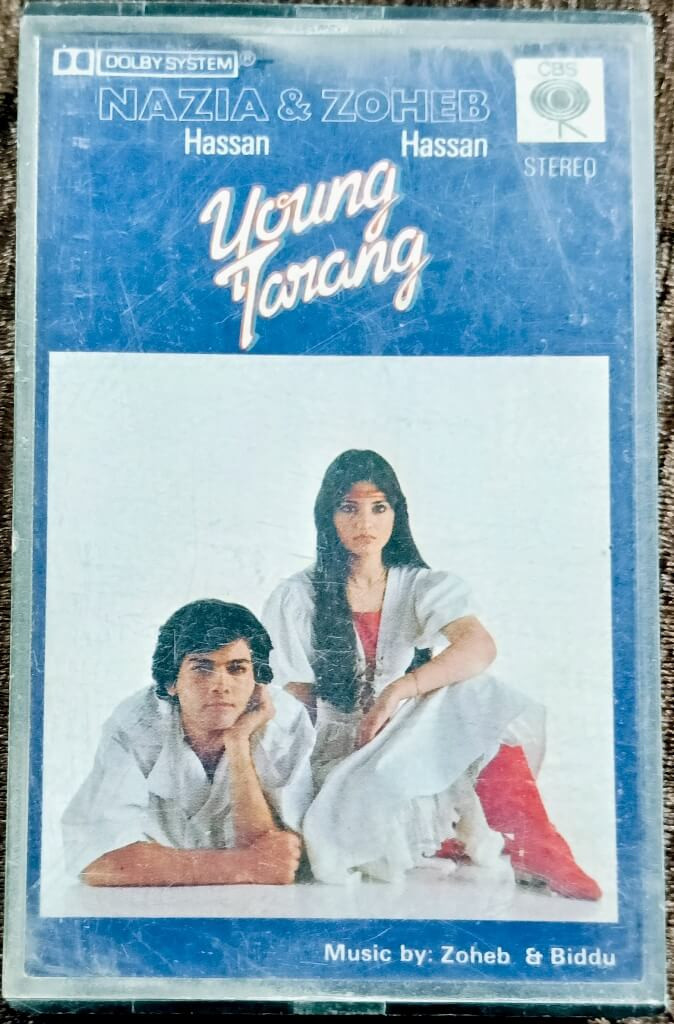 DOLBY SYSTEM®
NAZIA & ZOHEB
Hassan Hassan
CBS
STEREO
Young
Tarang
Music by: Zoheb & Biddu